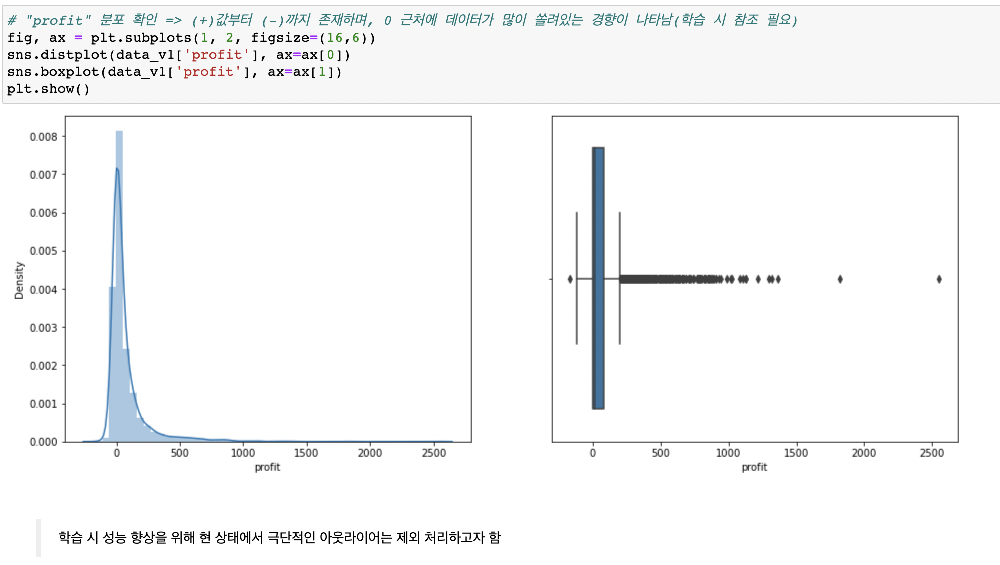 # "profit" 분포 확인 => (+)값부터 (-)까지 존재하며, 0 근처에 데이터가 많이 쏠려있는 경향이 나타남(학습 시 참조 필요)
fig, ax = plt.subplots(1, 2, figsize=(16,6))
sns.distplot(data_v1['profit'], ax=ax[0])
sns.boxplot(data_v1['profit'], ax=ax[1])
plt.show()
0.008
0.007
0.006
0.005
0.004
0.003
0.002
0.001
0.000
Density
0 500 1000 1500 2000 2500
profit
0 500 1000 1500 2000 2500
profit
학습 시 성능 향상을 위해 현 상태에서 극단적인 아웃라이어는 제외 처리하고자 함